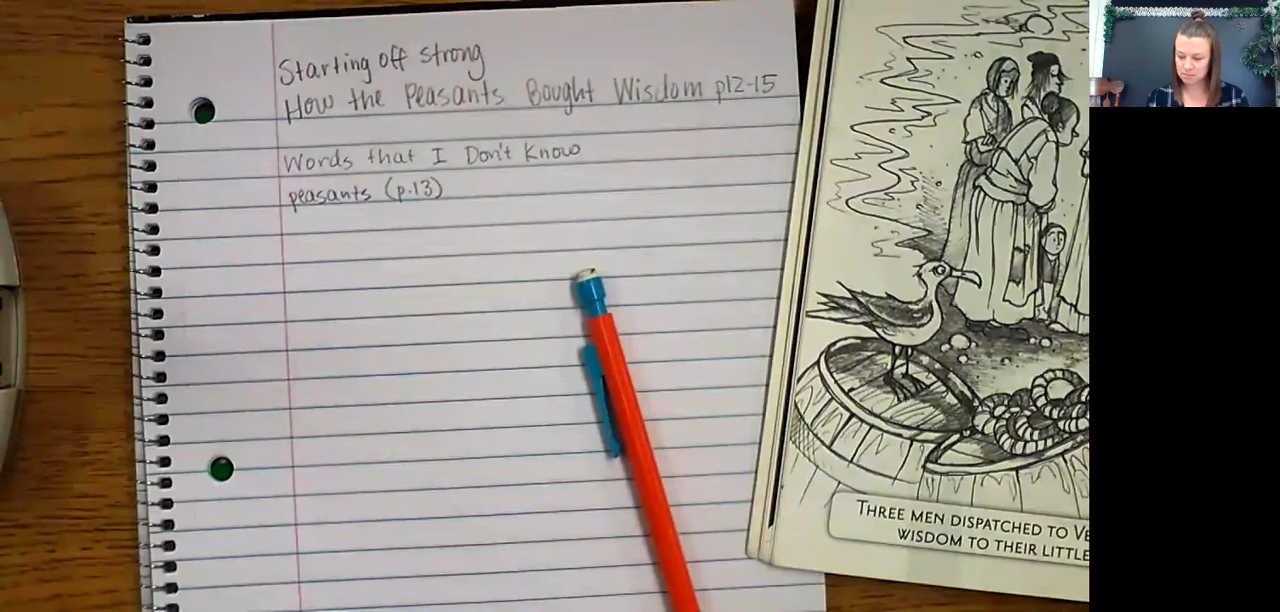 Starting off strong
How the Peasants Bought Wisdom p12-15
Words that I Don't Know
peasants (p.13)
THREE MEN DISPATCHED TO
WISDOM TO THEIR LITTLE